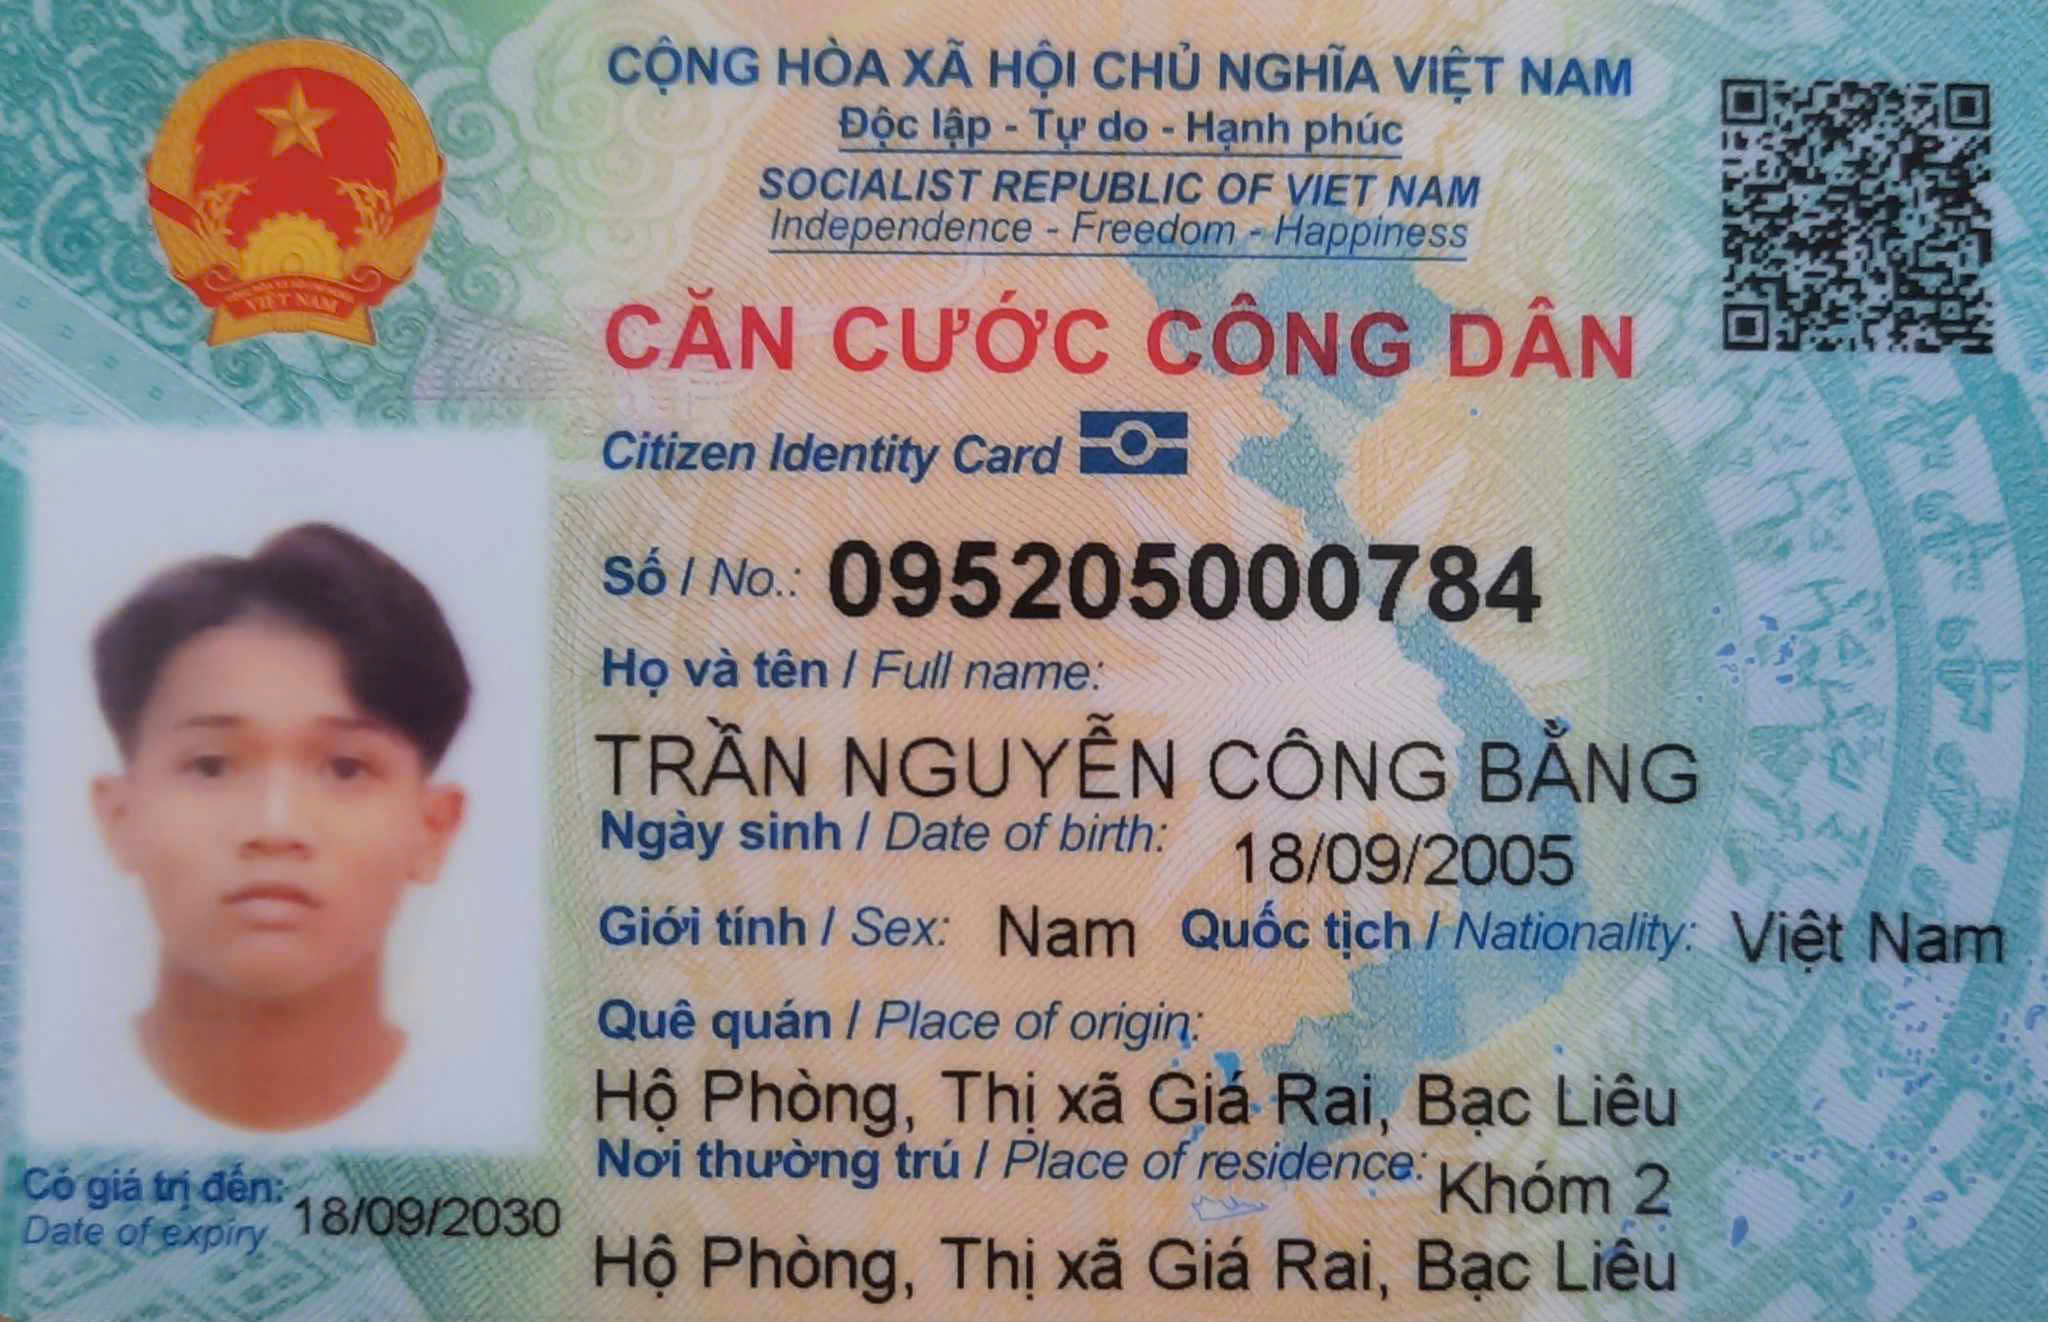 CỘNG HÒA XÃ HỘI CHỦ NGHĨA VIỆT NAM
Độc lập - Tự do - Hạnh phúc
SOCIALIST REPUBLIC OF VIET NAM
Independence - Freedom - Happiness
CĂN CƯỚC CÔNG DÂN
Citizen Identity Card
Số / No.: 095205000784
Họ và tên / Full name:
TRẦN NGUYỄN CÔNG BẰNG
Ngày sinh / Date of birth: 18/09/2005
Giới tính / Sex: Nam Quốc tịch / Nationality: Việt Nam
Quê quán / Place of origin:
Hộ Phòng, Thị xã Giá Rai, Bạc Liêu
Nơi thường trú / Place of residence: Khóm 2
Hộ Phòng, Thị xã Giá Rai, Bạc Liêu
Có giá trị đến: 18/09/2030
Date of expiry
VIỆT NAM